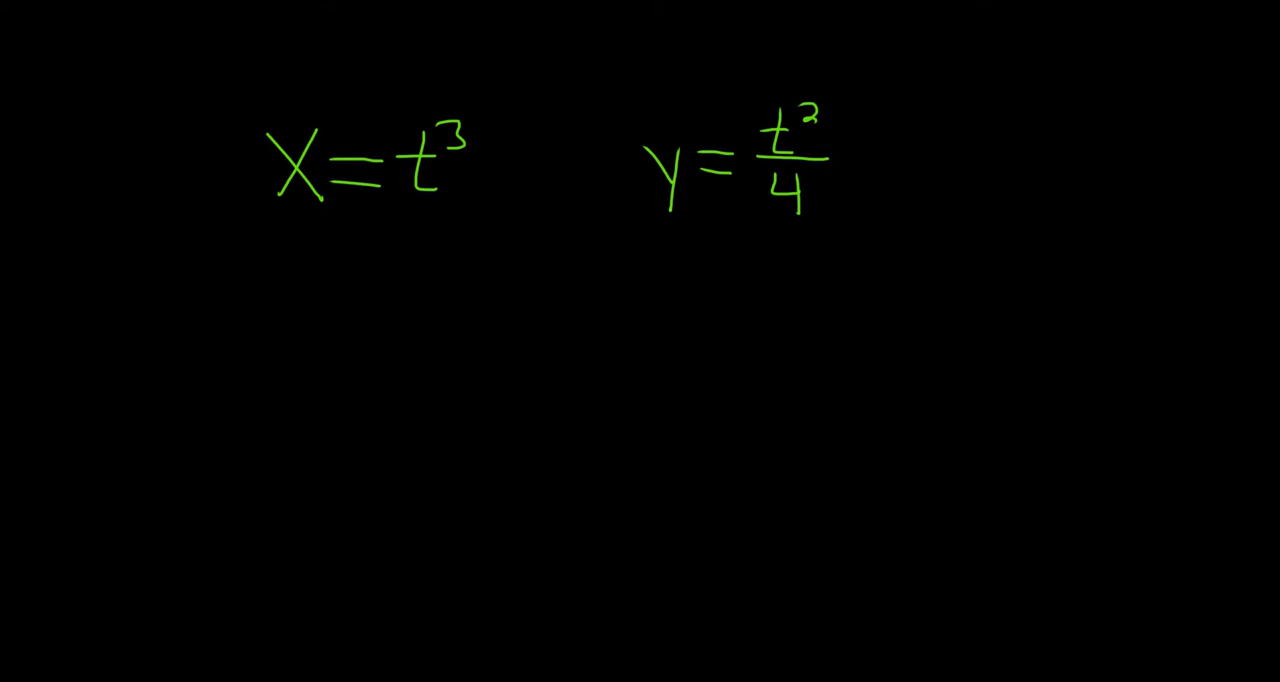 X = t³ y = t²/4